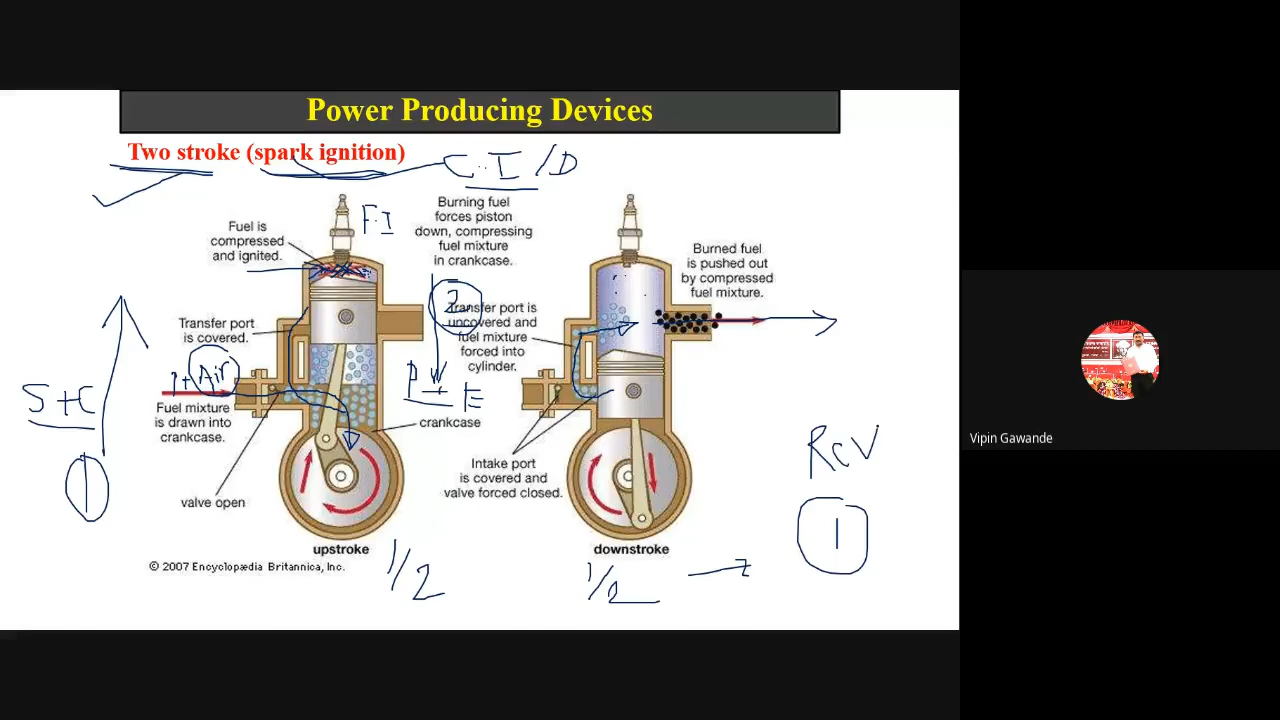 Power Producing Devices
Two stroke (spark ignition)
C.I/D
F.I
Fuel is
compressed
and ignited.
Burning fuel
forces piston
down, compressing
fuel mixture
in crankcase.
Transfer port
is covered.
S+C
1
P+Air
Fuel mixture
is drawn into
crankcase.
valve open
2
P+E
crankcase
Transfer port is
uncovered and
fuel mixture
forced into
cylinder.
Burned fuel
is pushed out
by compressed
fuel mixture.
Intake port
is covered and
valve forced closed.
upstroke
1/2
downstroke
1/2
Rev
1
© 2007 Encyclopædia Britannica, Inc.
Vipin Gawande